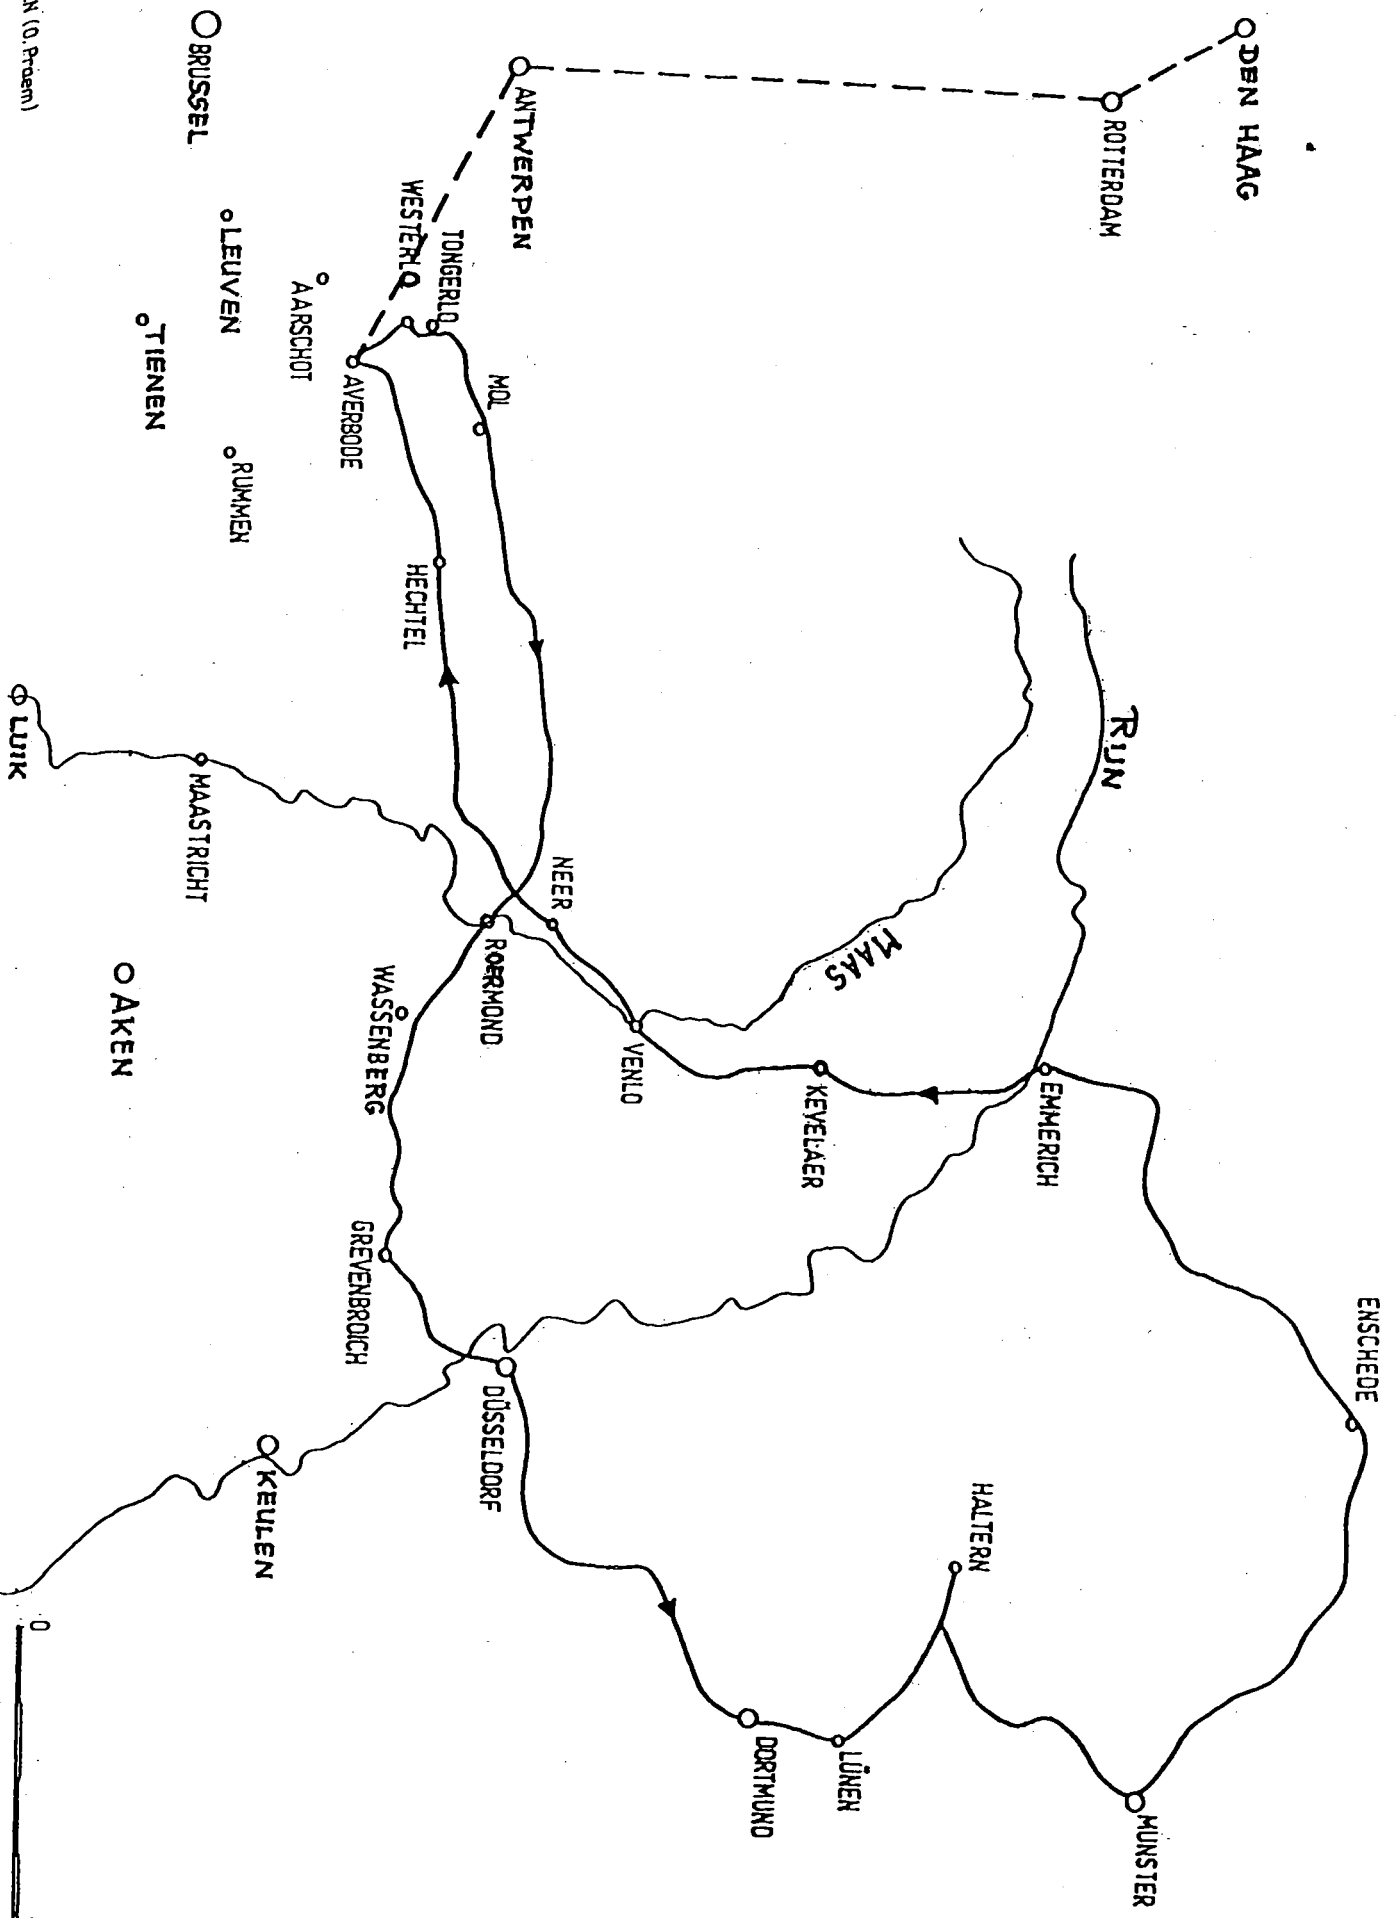 DEN HAAG
ROTTERDAM
ANTWERPEN
BRUSSEL
LEUVEN
TIENEN
AARSCHOT
WESTERLO
TONGERLO
AVERBODE
MOL
RUMMEN
HECHTEL
LUIK
MAASTRICHT
RIJN
MAAS
NEER
ROERMOND
WASSENBERG
AKEN
VENLO
KEVELAER
EMMERICH
GREVENBROICH
DÜSSELDORF
KEULEN
ENSCHEDE
HALTERN
DORTMUND
LÜNEN
MÜNSTER
0
N (O. Praem)